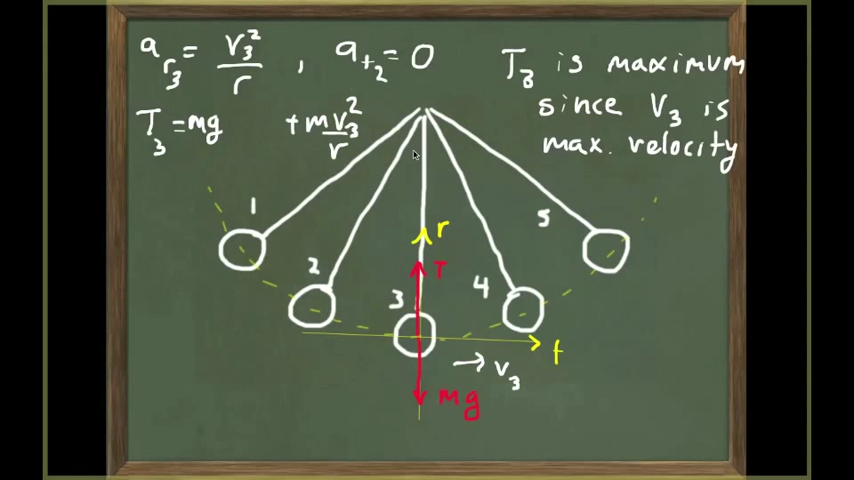 a_r3 = v3²/r , a_t2 = 0
T3 = mg + mv3²/r
T3 is maximum
since V3 is
max. velocity
1
5
r
2
T
4
3
t
→ v3
mg